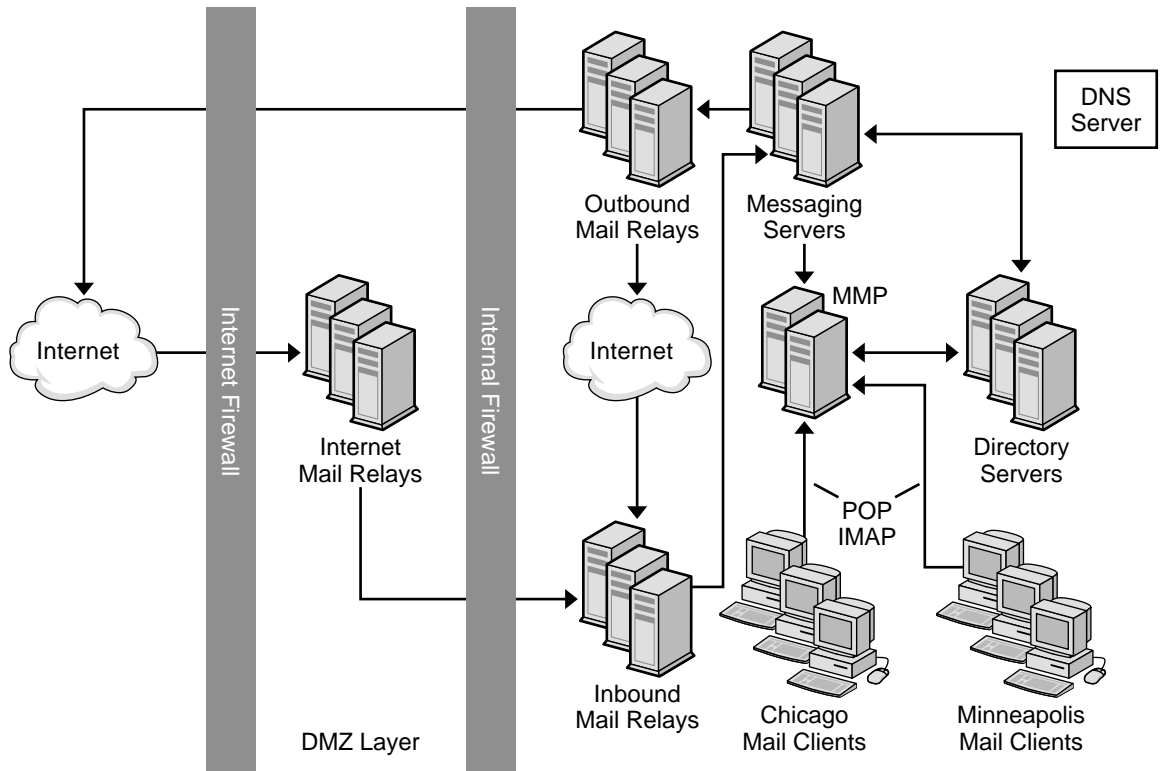 DNS
Server
Outbound
Mail Relays
Messaging
Servers
Internet
Internet Firewall
Internet
Mail Relays
Internal Firewall
Internet
MMP
Directory
Servers
POP
IMAP
Inbound
Mail Relays
Chicago
Mail Clients
Minneapolis
Mail Clients
DMZ Layer